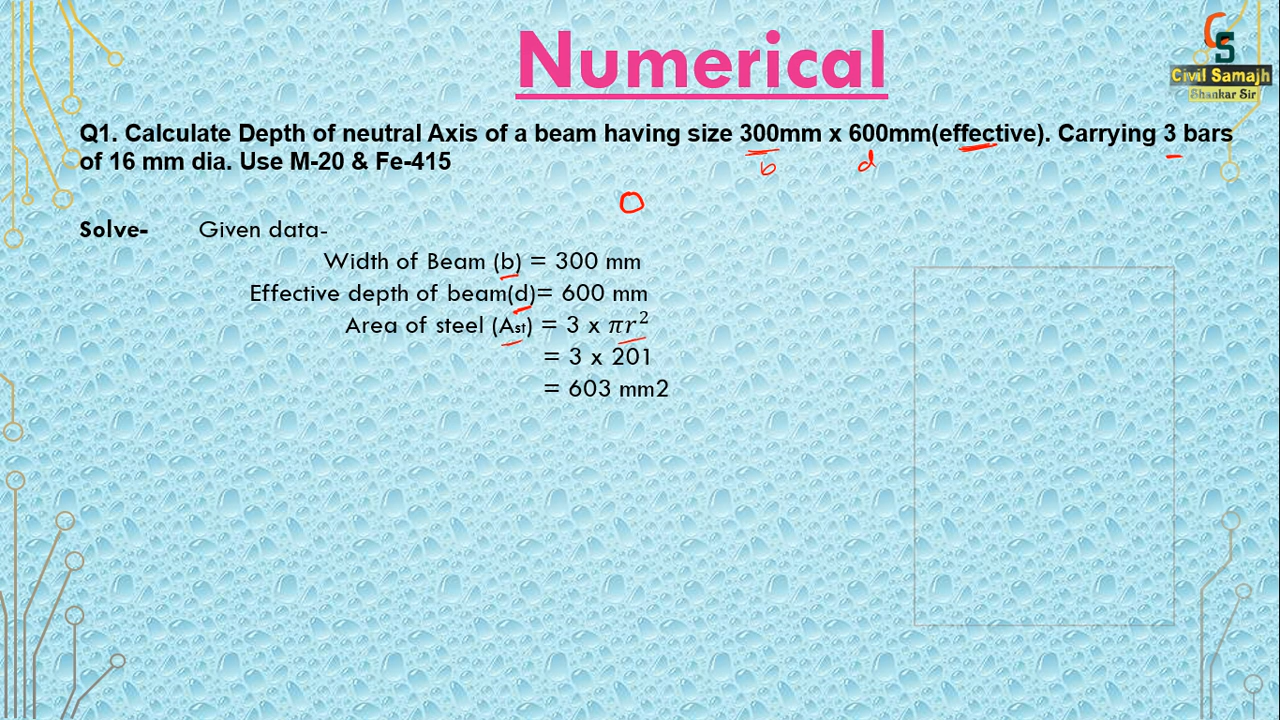 Numerical
CS
Civil Samajh
Shankar Sir
Q1. Calculate Depth of neutral Axis of a beam having size 300mm x 600mm(effective). Carrying 3 bars
of 16 mm dia. Use M-20 & Fe-415
b d
Solve- Given data-
Width of Beam (b) = 300 mm
Effective depth of beam(d)= 600 mm
Area of steel (Ast) = 3 x πr²
= 3 x 201
= 603 mm2